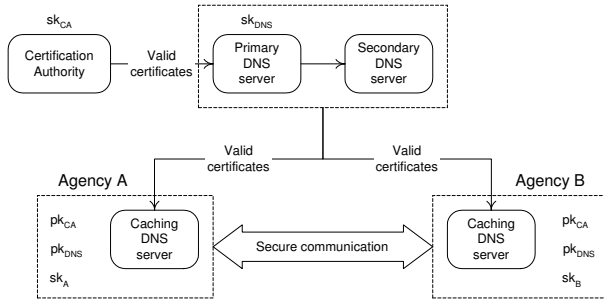 sk_CA
sk_DNS
Certification
Authority
Valid
certificates
Primary
DNS
server
Secondary
DNS
server
Valid
certificates
Valid
certificates
Agency A
Agency B
pk_CA
pk_DNS
sk_A
Caching
DNS
server
Secure communication
Caching
DNS
server
pk_CA
pk_DNS
sk_B